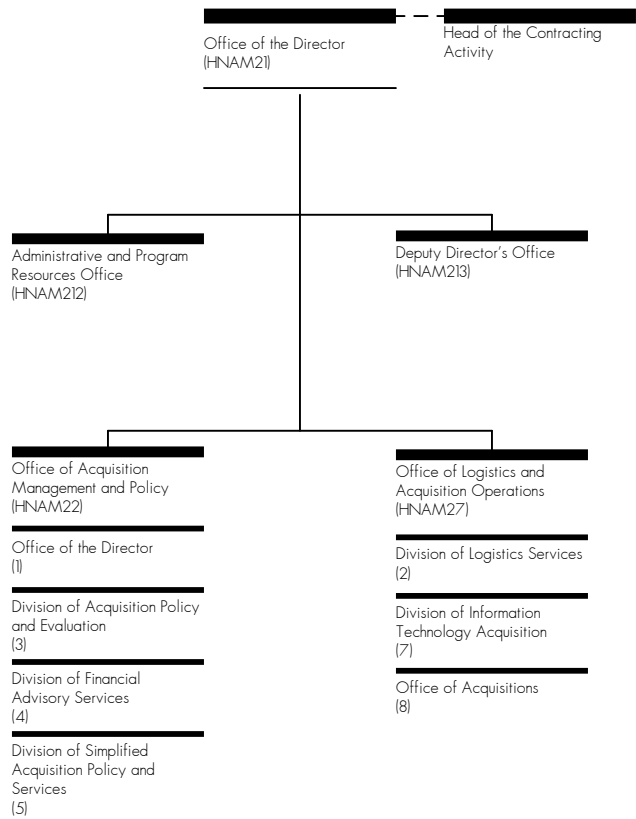 Office of the Director
(HNAM21)
Head of the Contracting
Activity
Administrative and Program
Resources Office
(HNAM212)
Deputy Director's Office
(HNAM213)
Office of Acquisition
Management and Policy
(HNAM22)
Office of the Director
(1)
Division of Acquisition Policy
and Evaluation
(3)
Division of Financial
Advisory Services
(4)
Division of Simplified
Acquisition Policy and
Services
(5)
Office of Logistics and
Acquisition Operations
(HNAM27)
Division of Logistics Services
(2)
Division of Information
Technology Acquisition
(7)
Office of Acquisitions
(8)